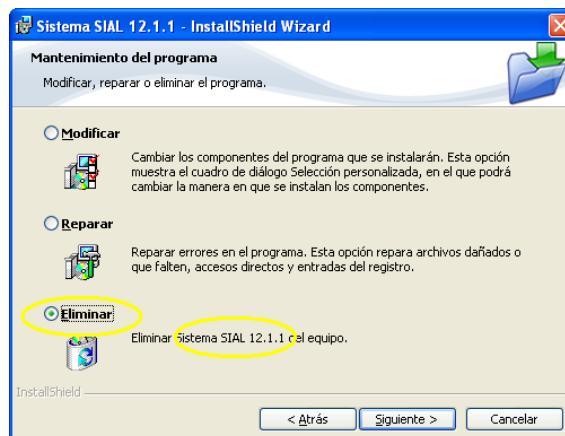 Sistema SIAL 12.1.1 - InstallShield Wizard
Mantenimiento del programa
Modificar, reparar o eliminar el programa.
Modificar
Cambiar los componentes del programa que se instalarán. Esta opción
muestra el cuadro de diálogo Selección personalizada, en el que podrá
cambiar la manera en que se instalan los componentes.
Reparar
Reparar errores en el programa. Esta opción repara archivos dañados o
que falten, accesos directos y entradas del registro.
Eliminar
Eliminar Sistema SIAL 12.1.1 del equipo.
InstallShield
< Atrás
Siguiente >
Cancelar